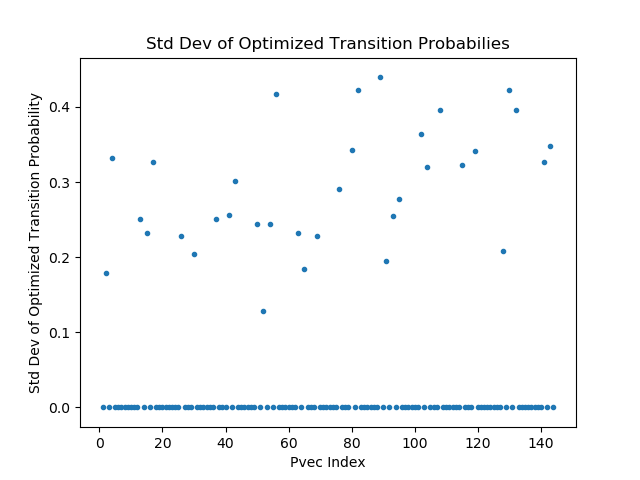 Std Dev of Optimized Transition Probabilies
Std Dev of Optimized Transition Probability
0.4
0.3
0.2
0.1
0.0
0 20 40 60 80 100 120 140
Pvec Index